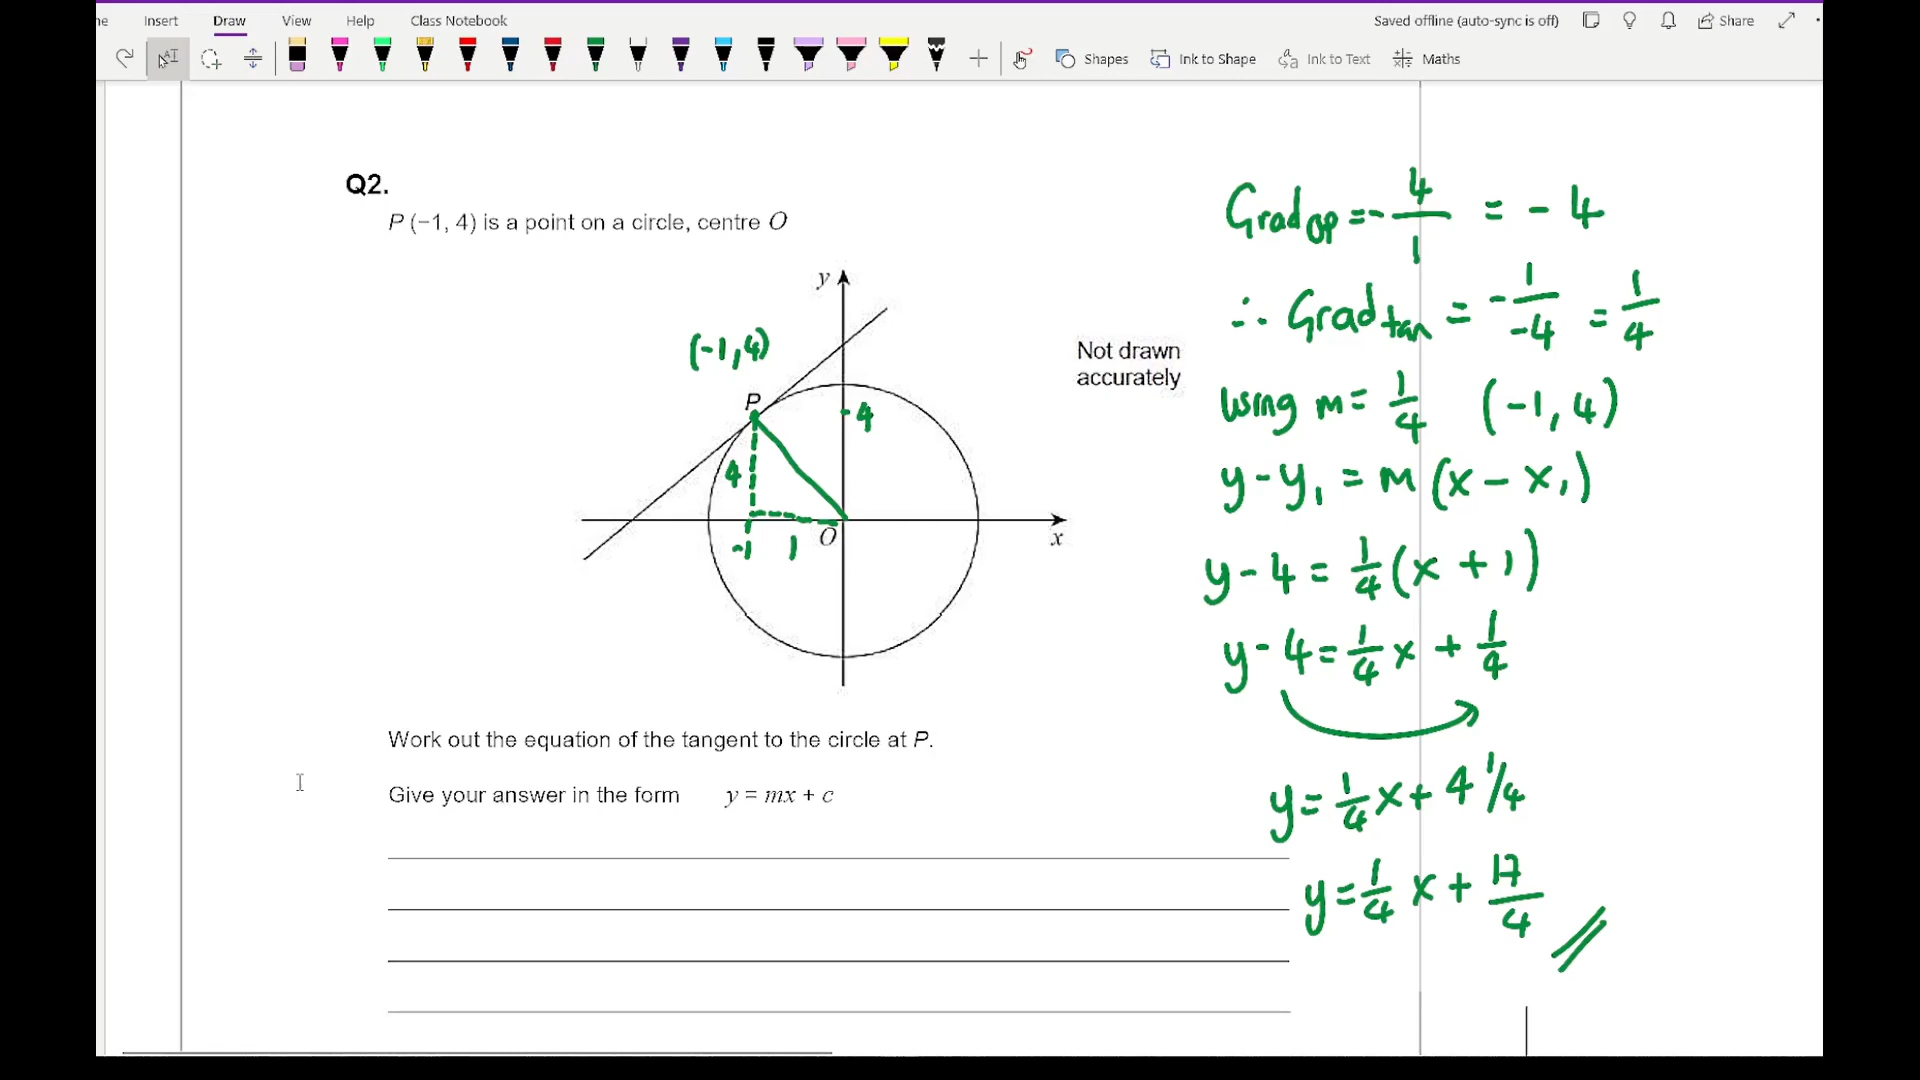 Insert Draw View Help Class Notebook Saved offline (auto-sync is off) Share
Shapes Ink to Shape Ink to Text Maths
Q2.
P (−1, 4) is a point on a circle, centre O
y
(-1, 4)
P
4
4
-1
1
O
x
Not drawn
accurately
Work out the equation of the tangent to the circle at P.
Give your answer in the form y = mx + c
Grad OP = - 4/1 = - 4
∴ Grad tan = - 1/-4 = 1/4
using m = 1/4 (-1, 4)
y - y₁ = m (x - x₁)
y - 4 = 1/4 (x + 1)
y - 4 = 1/4 x + 1/4
y = 1/4 x + 4 1/4
y = 1/4 x + 17/4